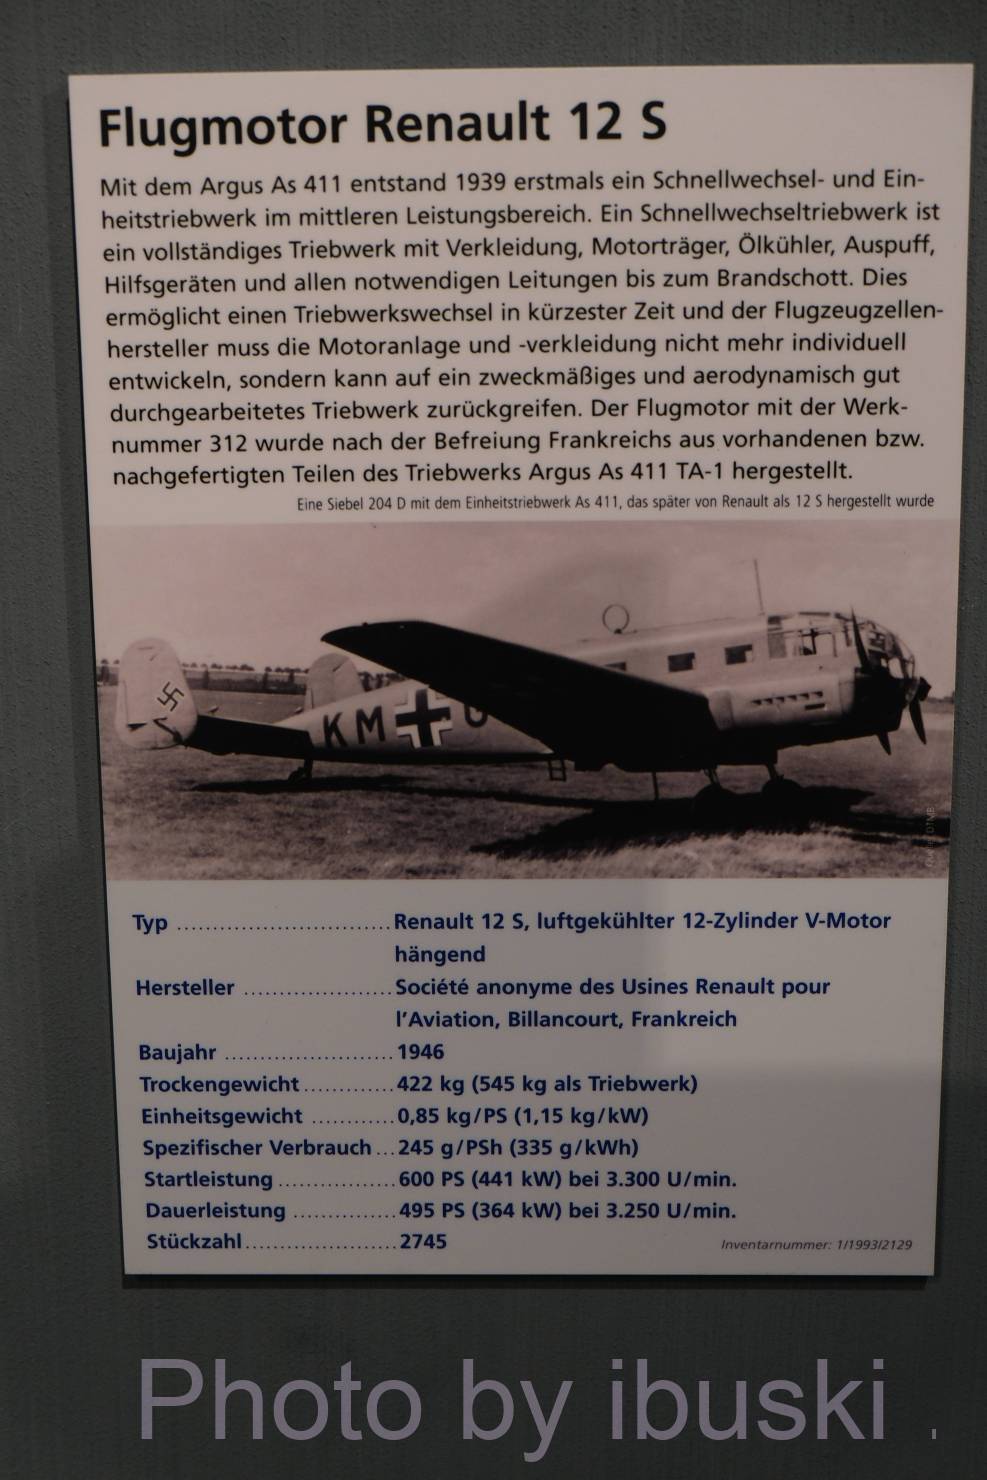 Flugmotor Renault 12 S
Mit dem Argus As 411 entstand 1939 erstmals ein Schnellwechsel- und Ein-
heitstriebwerk im mittleren Leistungsbereich. Ein Schnellwechseltriebwerk ist
ein vollständiges Triebwerk mit Verkleidung, Motorträger, Ölkühler, Auspuff,
Hilfsgeräten und allen notwendigen Leitungen bis zum Brandschott. Dies
ermöglicht einen Triebwerkswechsel in kürzester Zeit und der Flugzeugzellen-
hersteller muss die Motoranlage und -verkleidung nicht mehr individuell
entwickeln, sondern kann auf ein zweckmäßiges und aerodynamisch gut
durchgearbeitetes Triebwerk zurückgreifen. Der Flugmotor mit der Werk-
nummer 312 wurde nach der Befreiung Frankreichs aus vorhandenen bzw.
nachgefertigten Teilen des Triebwerks Argus As 411 TA-1 hergestellt.
Eine Siebel 204 D mit dem Einheitstriebwerk As 411, das später von Renault als 12 S hergestellt wurde
KM
Typ .............................. Renault 12 S, luftgekühlter 12-Zylinder V-Motor
hängend
Hersteller ..................... Société anonyme des Usines Renault pour
l'Aviation, Billancourt, Frankreich
Baujahr ........................ 1946
Trockengewicht ............. 422 kg (545 kg als Triebwerk)
Einheitsgewicht ............ 0,85 kg/PS (1,15 kg/kW)
Spezifischer Verbrauch ... 245 g/PSh (335 g/kWh)
Startleistung ................. 600 PS (441 kW) bei 3.300 U/min.
Dauerleistung ............... 495 PS (364 kW) bei 3.250 U/min.
Stückzahl ...................... 2745
Inventarnummer: 1/1993/2129
Photo by ibuski .